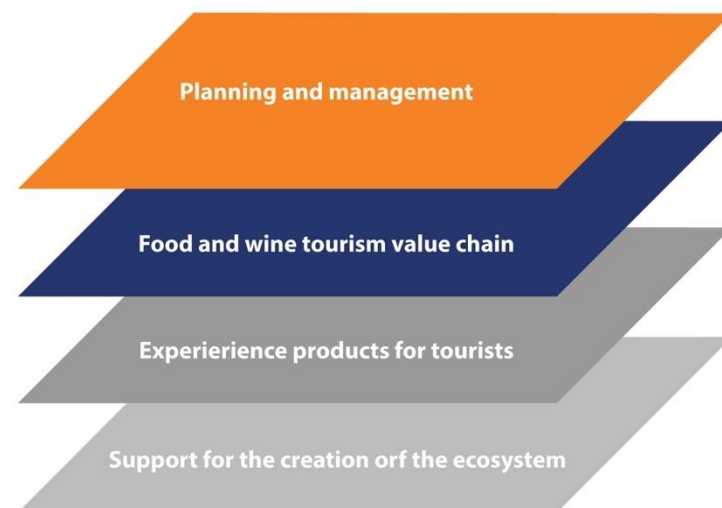 Planning and management
Food and wine tourism value chain
Experierience products for tourists
Support for the creation orf the ecosystem